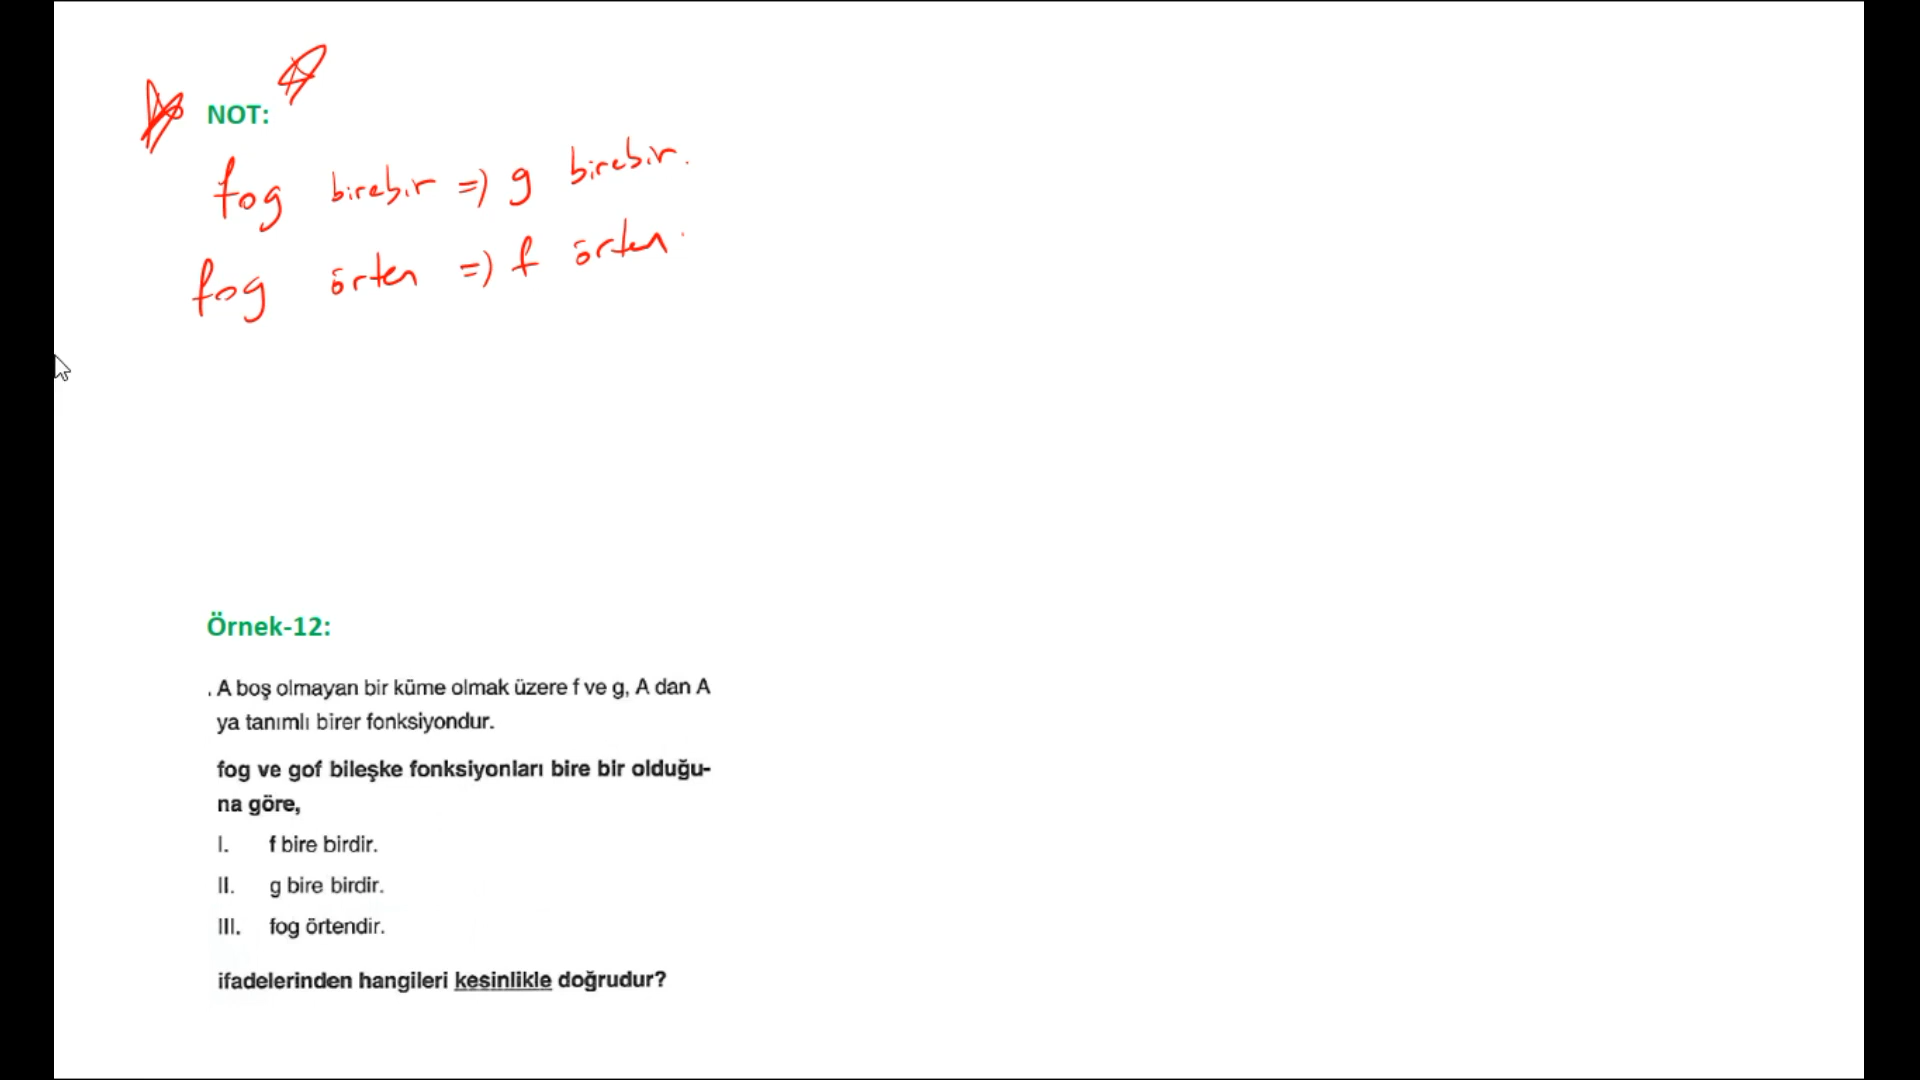 NOT:
fog birebir => g birebir.
fog örten => f örten.
Örnek-12:
. A boş olmayan bir küme olmak üzere f ve g, A dan A
ya tanımlı birer fonksiyondur.
fog ve gof bileşke fonksiyonları bire bir olduğu-
na göre,
I. f bire birdir.
II. g bire birdir.
III. fog örtendir.
ifadelerinden hangileri kesinlikle doğrudur?